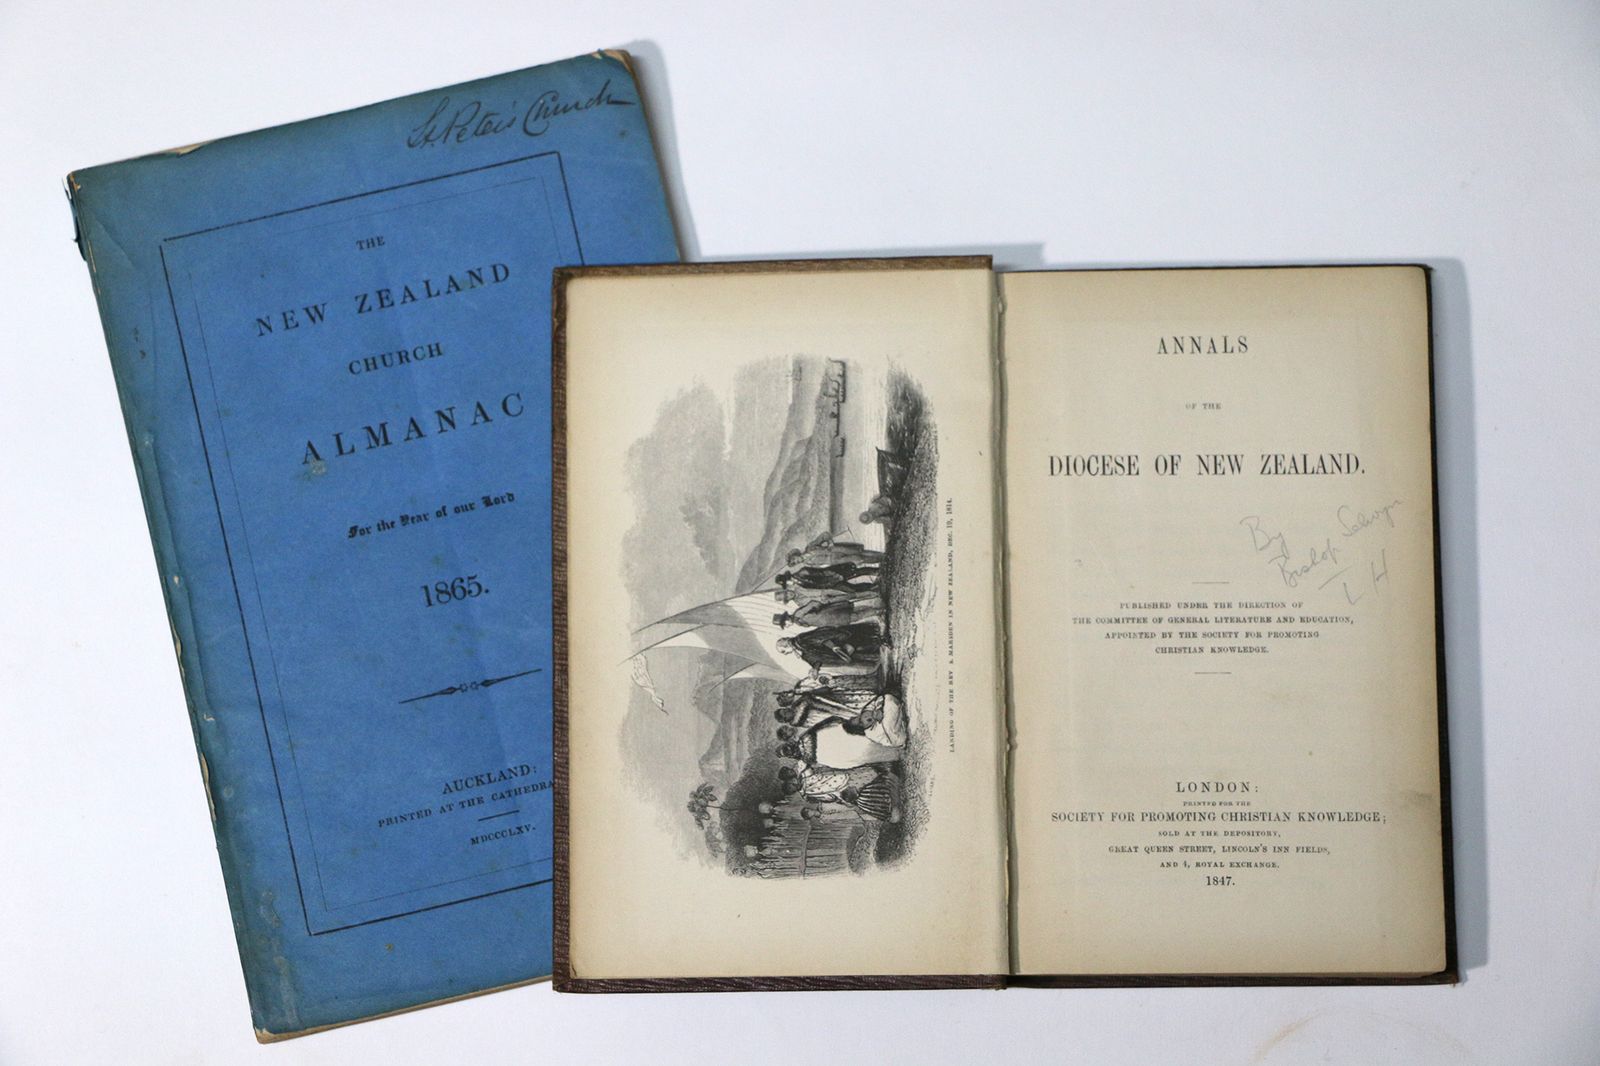 St. Peter's Church
THE
NEW ZEALAND
CHURCH
ALMANAC
For the Year of our Lord
1865.
AUCKLAND:
PRINTED AT THE CATHEDRA
MDCCCLXV.
LANDING OF THE REV. S. MARSDEN IN NEW ZEALAND, DEC. 19, 1814.
ANNALS
OF THE
DIOCESE OF NEW ZEALAND.
By
Bishop Selwyn
L H
PUBLISHED UNDER THE DIRECTION OF
THE COMMITTEE OF GENERAL LITERATURE AND EDUCATION,
APPOINTED BY THE SOCIETY FOR PROMOTING
CHRISTIAN KNOWLEDGE.
LONDON:
PRINTED FOR THE
SOCIETY FOR PROMOTING CHRISTIAN KNOWLEDGE;
SOLD AT THE DEPOSITORY,
GREAT QUEEN STREET, LINCOLN'S INN FIELDS,
AND 4, ROYAL EXCHANGE.
1847.